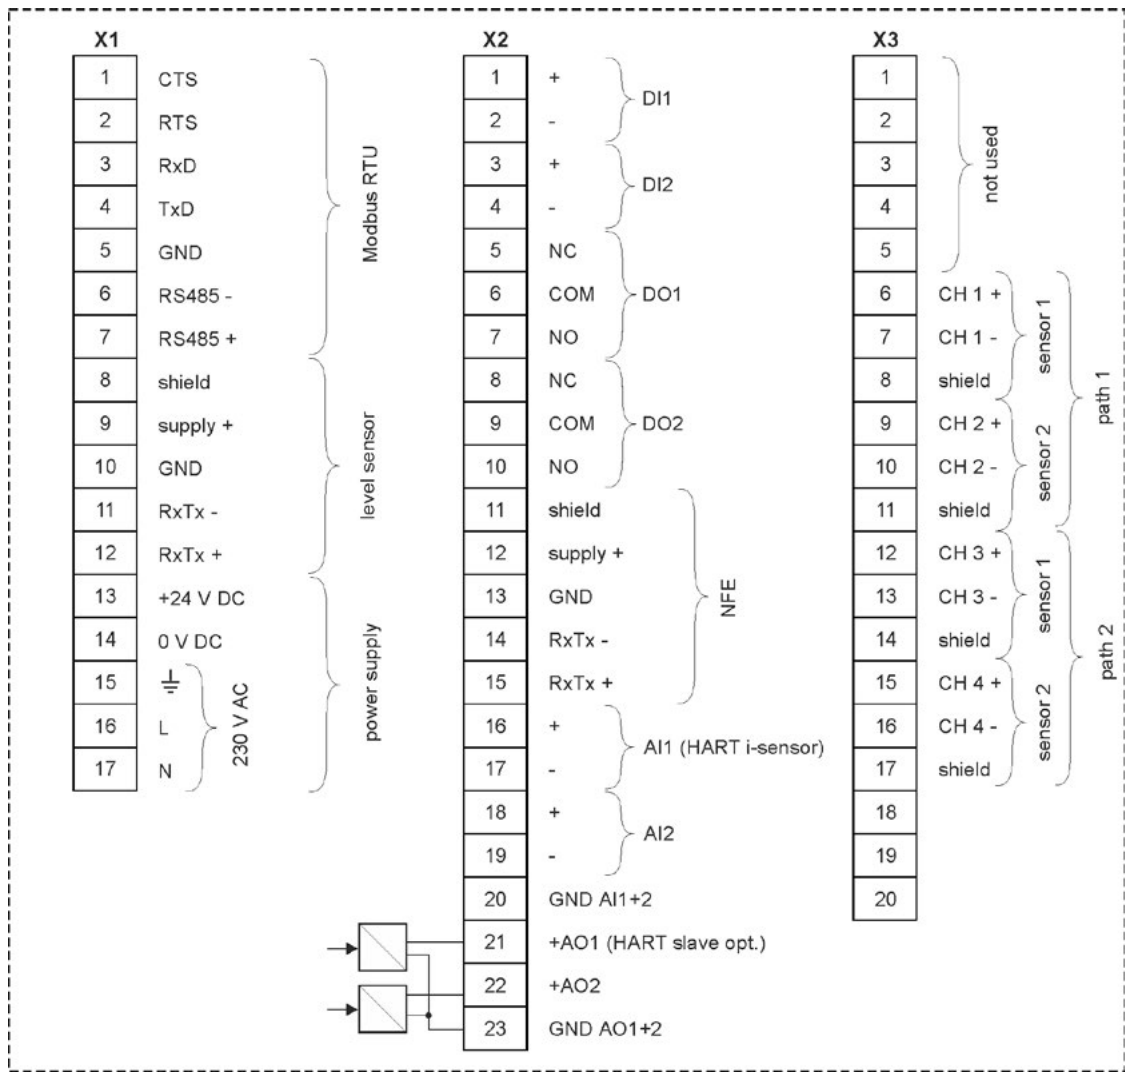 X1
1 CTS
2 RTS
3 RxD
4 TxD
5 GND
6 RS485 -
7 RS485 +
Modbus RTU
8 shield
9 supply +
10 GND
11 RxTx -
12 RxTx +
level sensor
13 +24 V DC
14 0 V DC
15
16 L
17 N
230 V AC
power supply
X2
1 +
2 -
DI1
3 +
4 -
DI2
5 NC
6 COM
7 NO
DO1
8 NC
9 COM
10 NO
DO2
11 shield
12 supply +
13 GND
14 RxTx -
15 RxTx +
NFE
16 +
17 -
AI1 (HART i-sensor)
18 +
19 -
AI2
20 GND AI1+2
21 +AO1 (HART slave opt.)
22 +AO2
23 GND AO1+2
X3
1
2
3
4
5
not used
6 CH 1 +
7 CH 1 -
8 shield
sensor 1
9 CH 2 +
10 CH 2 -
11 shield
sensor 2
path 1
12 CH 3 +
13 CH 3 -
14 shield
sensor 1
15 CH 4 +
16 CH 4 -
17 shield
sensor 2
path 2
18
19
20